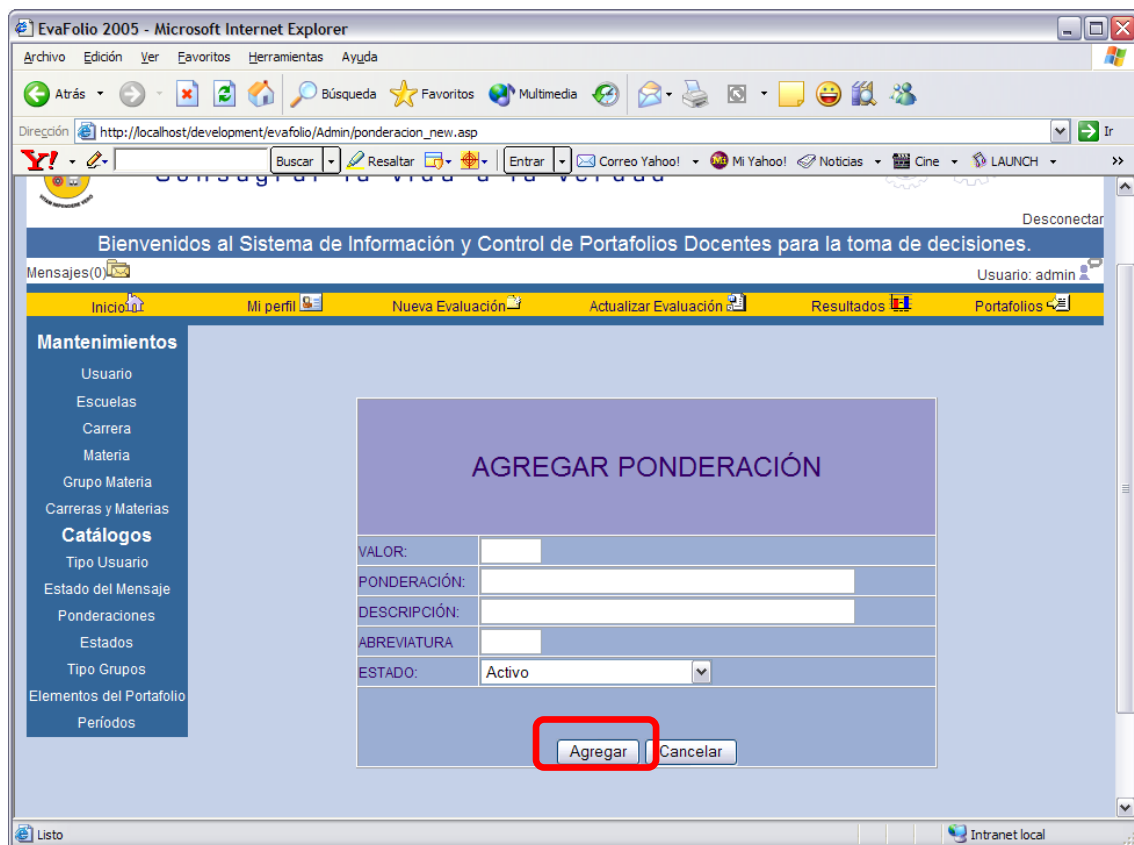 EvaFolio 2005 - Microsoft Internet Explorer
Archivo Edición Ver Favoritos Herramientas Ayuda
Atrás Búsqueda Favoritos Multimedia
Dirección http://localhost/development/evafolio/Admin/ponderacion_new.asp Ir
Y! Buscar Resaltar Entrar Correo Yahoo! Mi Yahoo! Noticias Cine LAUNCH »
Desconectar
Bienvenidos al Sistema de Información y Control de Portafolios Docentes para la toma de decisiones.
Mensajes(0) Usuario: admin
Inicio Mi perfil Nueva Evaluación Actualizar Evaluación Resultados Portafolios
Mantenimientos
Usuario
Escuelas
Carrera
Materia
Grupo Materia
Carreras y Materias
Catálogos
Tipo Usuario
Estado del Mensaje
Ponderaciones
Estados
Tipo Grupos
Elementos del Portafolio
Períodos
AGREGAR PONDERACIÓN
VALOR:
PONDERACIÓN:
DESCRIPCIÓN:
ABREVIATURA
ESTADO: Activo
Agregar Cancelar
Listo Intranet local